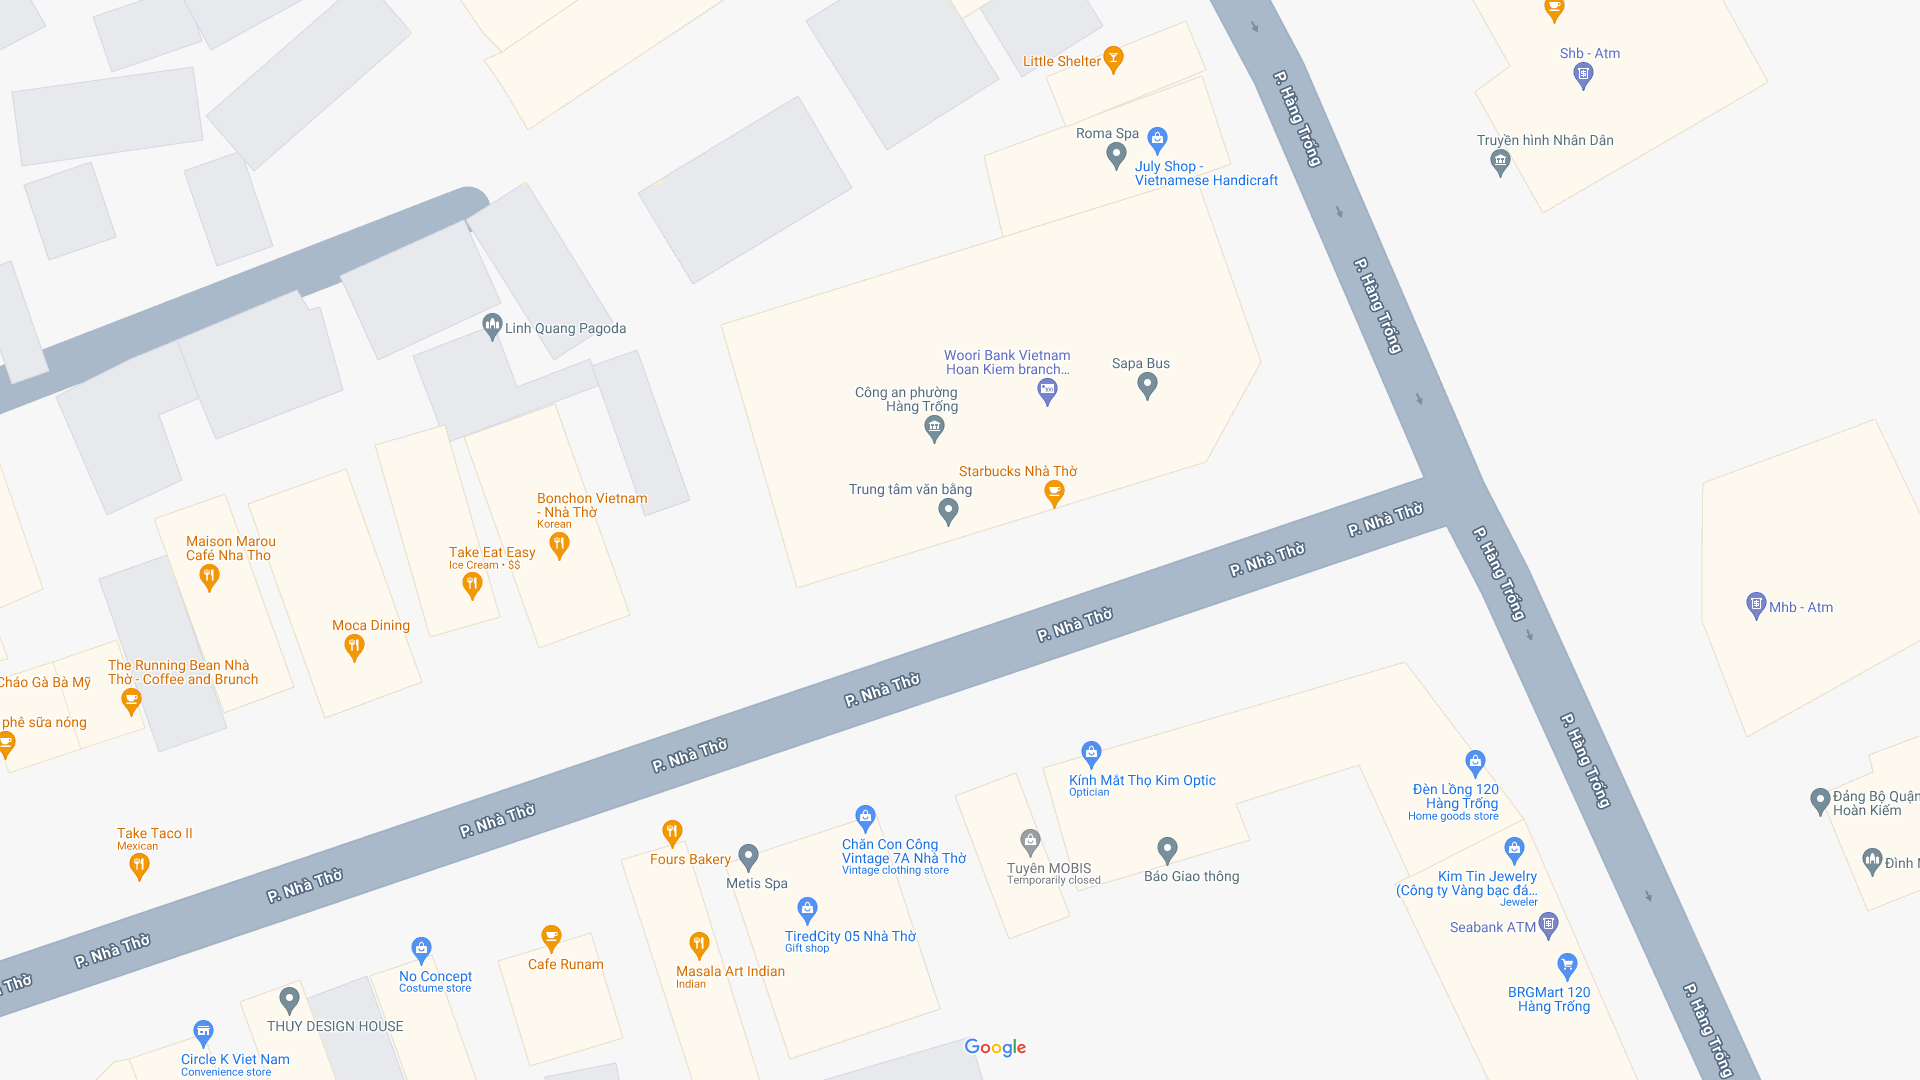 Little Shelter
Shb - Atm
P. Hàng Trống
Roma Spa
July Shop -
Vietnamese Handicraft
Truyền hình Nhân Dân
P. Hàng Trống
Linh Quang Pagoda
Woori Bank Vietnam
Hoan Kiem branch...
Sapa Bus
Công an phường
Hàng Trống
Starbucks Nhà Thờ
Trung tâm văn bằng
Bonchon Vietnam
- Nhà Thờ
Korean
P. Nhà Thờ
P. Nhà Thờ
P. Hàng Trống
Maison Marou
Café Nha Tho
Take Eat Easy
Ice Cream • $$
Mhb - Atm
Moca Dining
P. Nhà Thờ
The Running Bean Nhà
Thờ - Coffee and Brunch
Cháo Gà Bà Mỹ
P. Nhà Thờ
phê sữa nóng
P. Nhà Thờ
P. Hàng Trống
Kính Mắt Thọ Kim Optic
Optician
Đèn Lồng 120
Hàng Trống
Home goods store
Đảng Bộ Quận
Hoàn Kiếm
P. Nhà Thờ
Take Taco II
Mexican
Fours Bakery
Chăn Con Công
Vintage 7A Nhà Thờ
Vintage clothing store
Metis Spa
Tuyên MOBIS
Temporarily closed
Báo Giao thông
Kim Tin Jewelry
(Công ty Vàng bạc đá...
Jeweler
Đình
P. Nhà Thờ
Seabank ATM
TiredCity 05 Nhà Thờ
Gift shop
P. Nhà Thờ
Cafe Runam
Masala Art Indian
Indian
No Concept
Costume store
Thờ
BRGMart 120
Hàng Trống
P. Hàng Trống
THUY DESIGN HOUSE
Circle K Viet Nam
Convenience store
Google